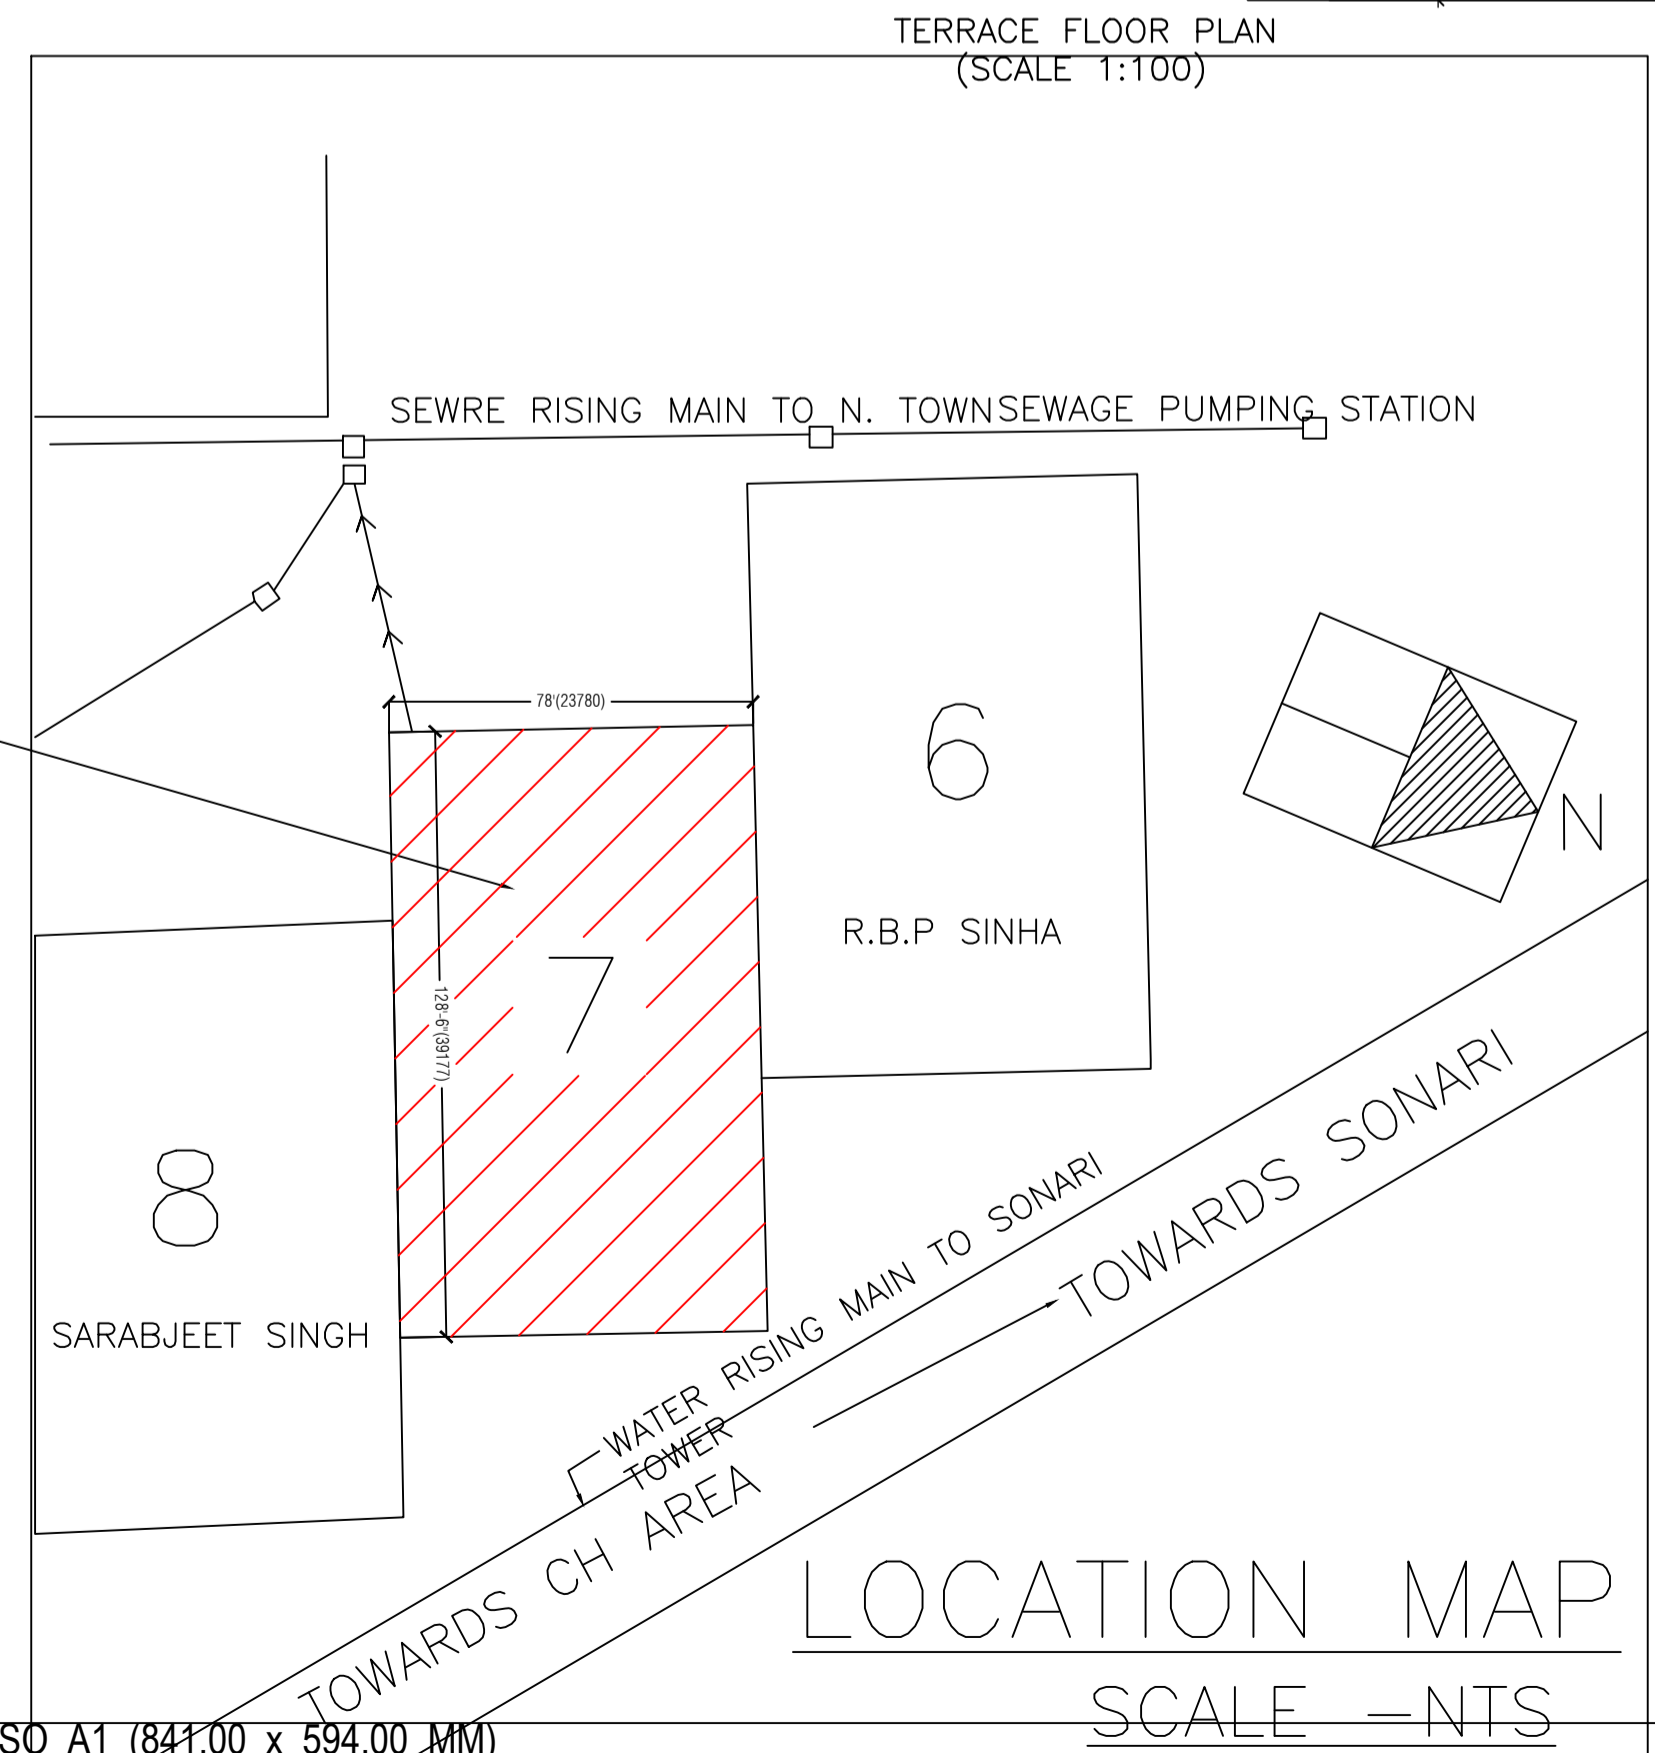 TERRACE FLOOR PLAN
(SCALE 1:100)
SEWRE RISING MAIN TO N. TOWNSEWAGE PUMPING STATION
78'(23780)
6
N
R.B.P SINHA
7
128'-6"(39177)
8
SARABJEET SINGH
WATER RISING MAIN TO SONARI
TOWER
TOWARDS SONARI
TOWARDS CH AREA
LOCATION MAP
SCALE -NTS
SO A1 (841.00 x 594.00 MM)